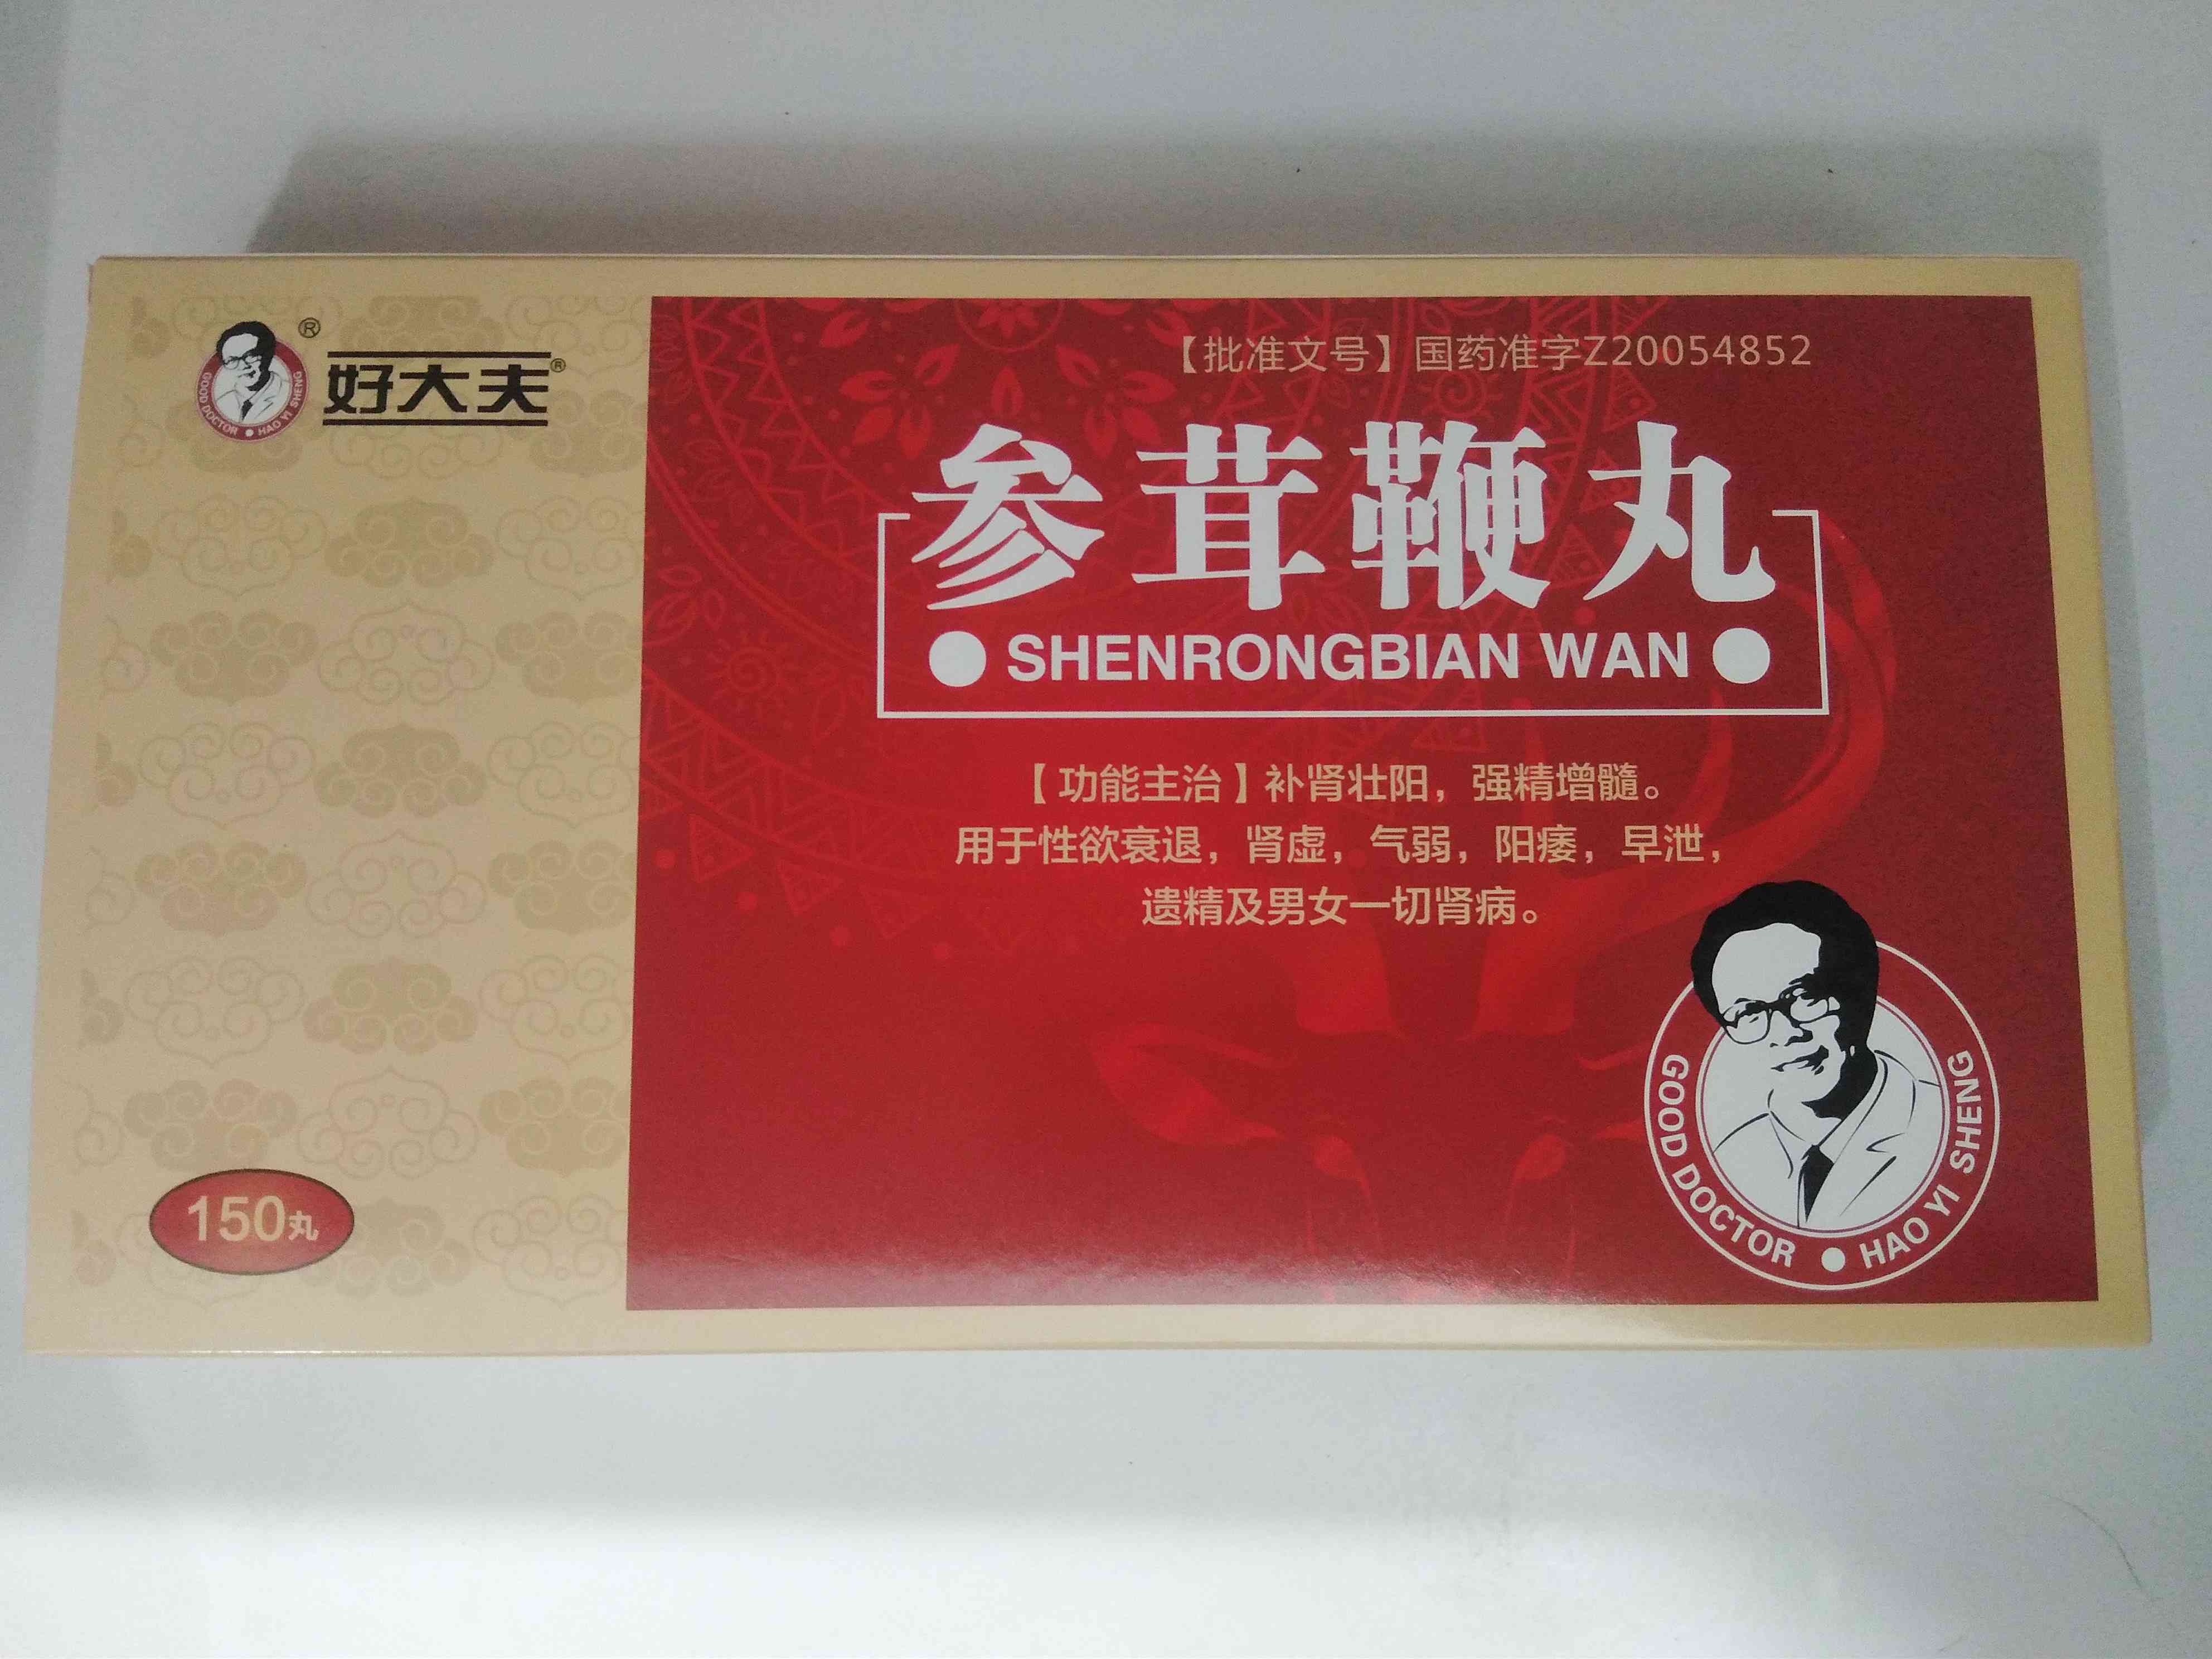 GOOD DOCTOR ● HAO YI SHENG ®
好大夫®
【批准文号】国药准字Z20054852
参茸鞭丸
● SHENRONGBIAN WAN ●
【功能主治】补肾壮阳，强精增髓。
用于性欲衰退，肾虚，气弱，阳痿，早泄，
遗精及男女一切肾病。
150丸
GOOD DOCTOR ● HAO YI SHENG